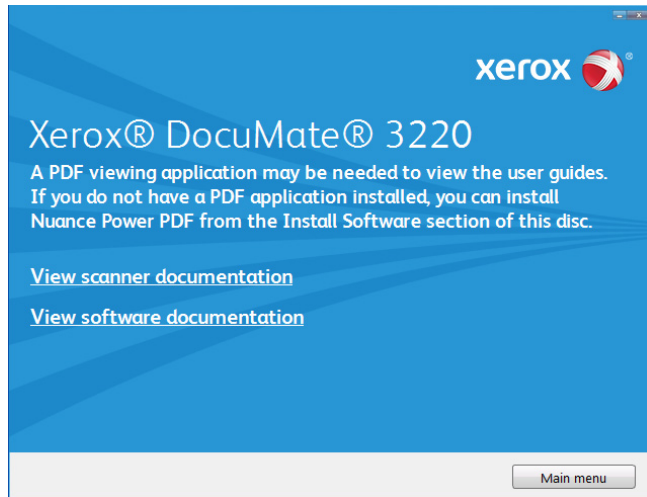 xerox ®
Xerox® DocuMate® 3220
A PDF viewing application may be needed to view the user guides.
If you do not have a PDF application installed, you can install
Nuance Power PDF from the Install Software section of this disc.
View scanner documentation
View software documentation
Main menu